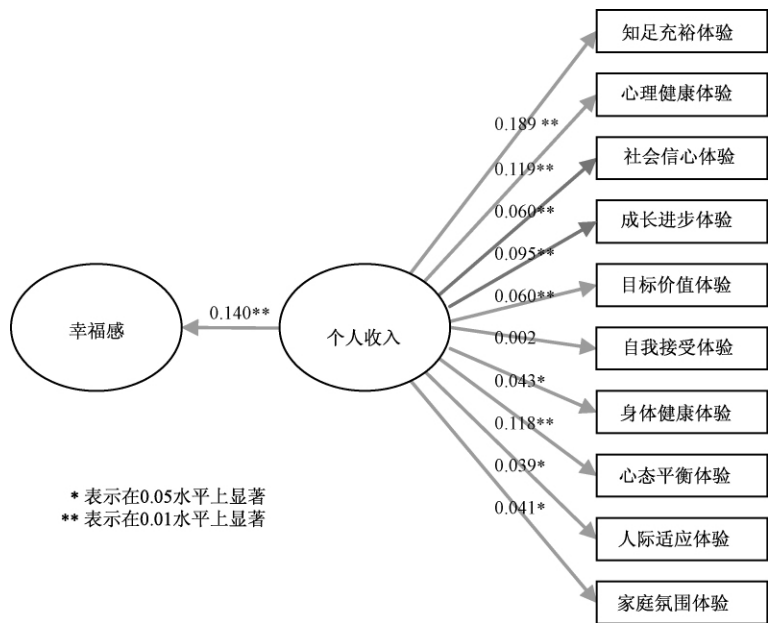 知足充裕体验
心理健康体验
0.189 **
社会信心体验
0.119**
0.060**
成长进步体验
0.095**
目标价值体验
0.060**
0.140**
幸福感
个人收入
0.002
自我接受体验
0.043*
身体健康体验
0.118**
0.039*
心态平衡体验
* 表示在0.05水平上显著
0.041*
** 表示在0.01水平上显著
人际适应体验
家庭氛围体验